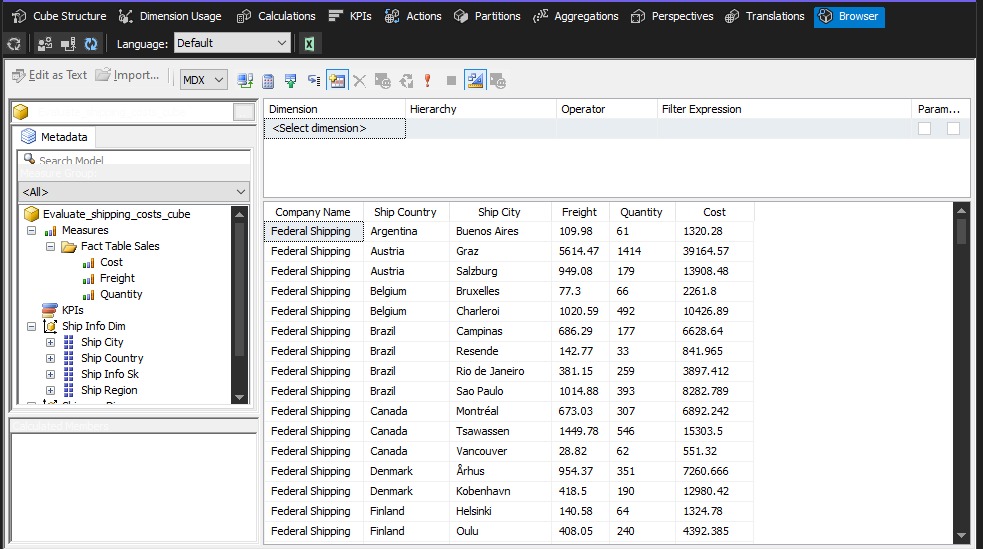 Cube Structure Dimension Usage Calculations KPIs Actions Partitions Aggregations Perspectives Translations Browser
Language: Default
Edit as Text Import... MDX
Metadata
Search Model
Measure Group:
<All>
Evaluate_shipping_costs_cube
Measures
Fact Table Sales
Cost
Freight
Quantity
KPIs
Ship Info Dim
Ship City
Ship Country
Ship Info Sk
Ship Region
Calculated Members
Dimension Hierarchy Operator Filter Expression Param...
<Select dimension>
Company Name Ship Country Ship City Freight Quantity Cost
Federal Shipping Argentina Buenos Aires 109.98 61 1320.28
Federal Shipping Austria Graz 5614.47 1414 39164.57
Federal Shipping Austria Salzburg 949.08 179 13908.48
Federal Shipping Belgium Bruxelles 77.3 66 2261.8
Federal Shipping Belgium Charleroi 1020.59 492 10426.89
Federal Shipping Brazil Campinas 686.29 177 6628.64
Federal Shipping Brazil Resende 142.77 33 841.965
Federal Shipping Brazil Rio de Janeiro 381.15 259 3897.412
Federal Shipping Brazil Sao Paulo 1014.88 393 8282.789
Federal Shipping Canada Montréal 673.03 307 6892.242
Federal Shipping Canada Tsawassen 1449.78 546 15303.5
Federal Shipping Canada Vancouver 28.82 62 551.32
Federal Shipping Denmark Århus 954.37 351 7260.666
Federal Shipping Denmark Kobenhavn 418.5 190 12980.42
Federal Shipping Finland Helsinki 140.58 64 1324.78
Federal Shipping Finland Oulu 408.05 240 4392.385